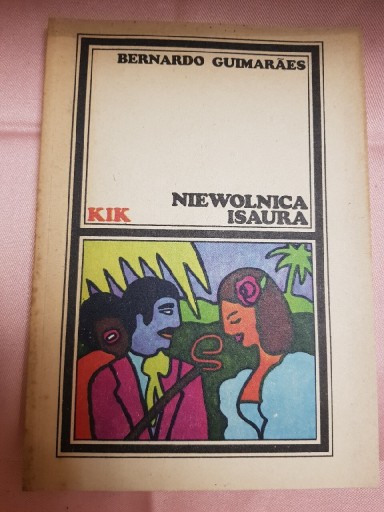 BERNARDO GUIMARÃES
NIEWOLNICA
KIK ISAURA